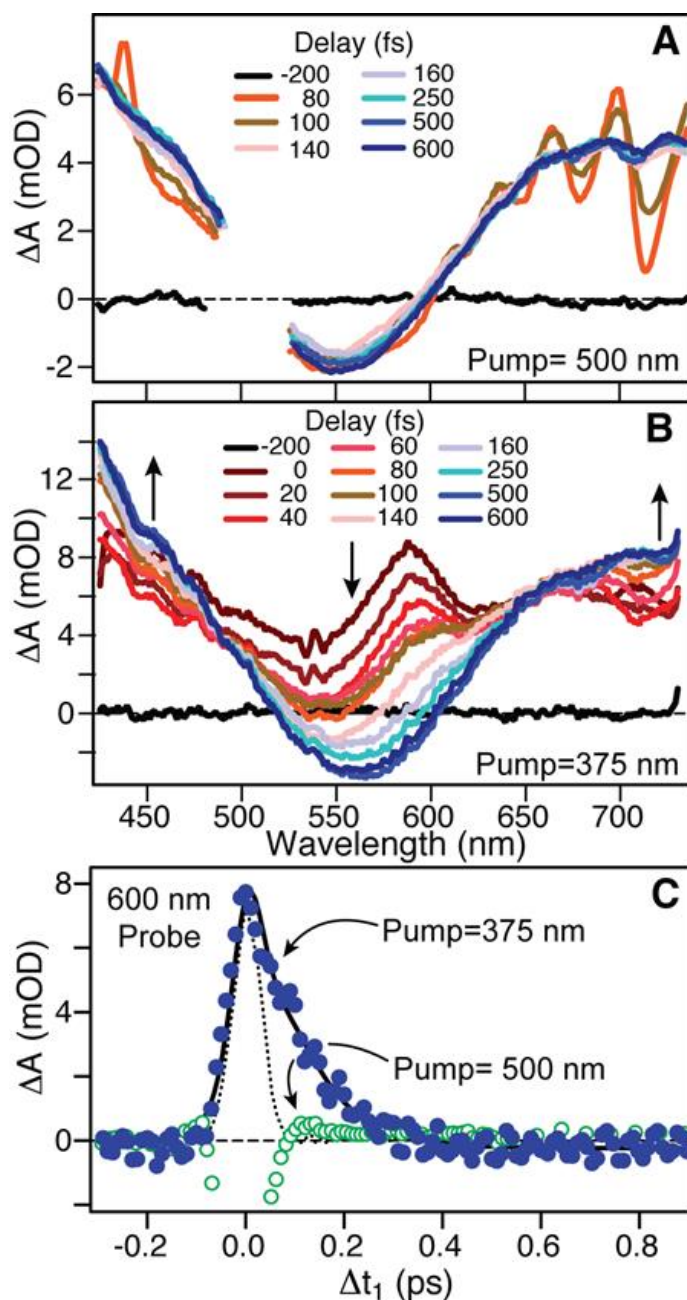 A
Delay (fs)
-200 160
80 250
100 500
140 600
6
4
2
0
-2
ΔA (mOD)
Pump= 500 nm
B
Delay (fs)
-200 60 160
0 80 250
20 100 500
40 140 600
12
8
4
0
ΔA (mOD)
Pump=375 nm
450 500 550 600 650 700
Wavelength (nm)
C
8
4
0
ΔA (mOD)
600 nm
Probe
Pump=375 nm
Pump= 500 nm
-0.2 0.0 0.2 0.4 0.6 0.8
Δt₁ (ps)